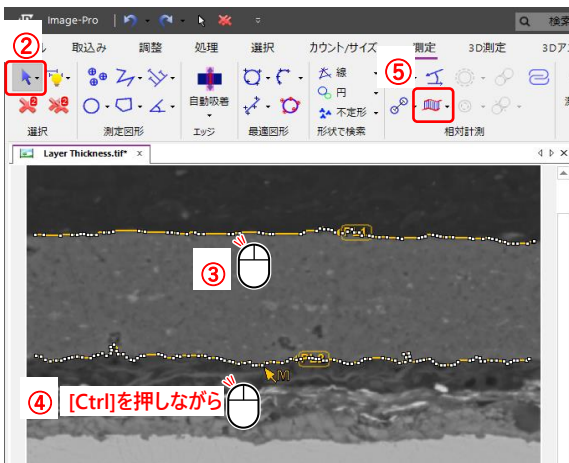 Image-Pro
検索
②
取込み 調整 処理 選択 カウント/サイズ 測定 3D測定 3Dア
⑤
線
円
自動吸着
不定形
選択 測定図形 エッジ 最適図形 形状で検索 相対計測
Layer Thickness.tif* x
③
④ [Ctrl]を押しながら